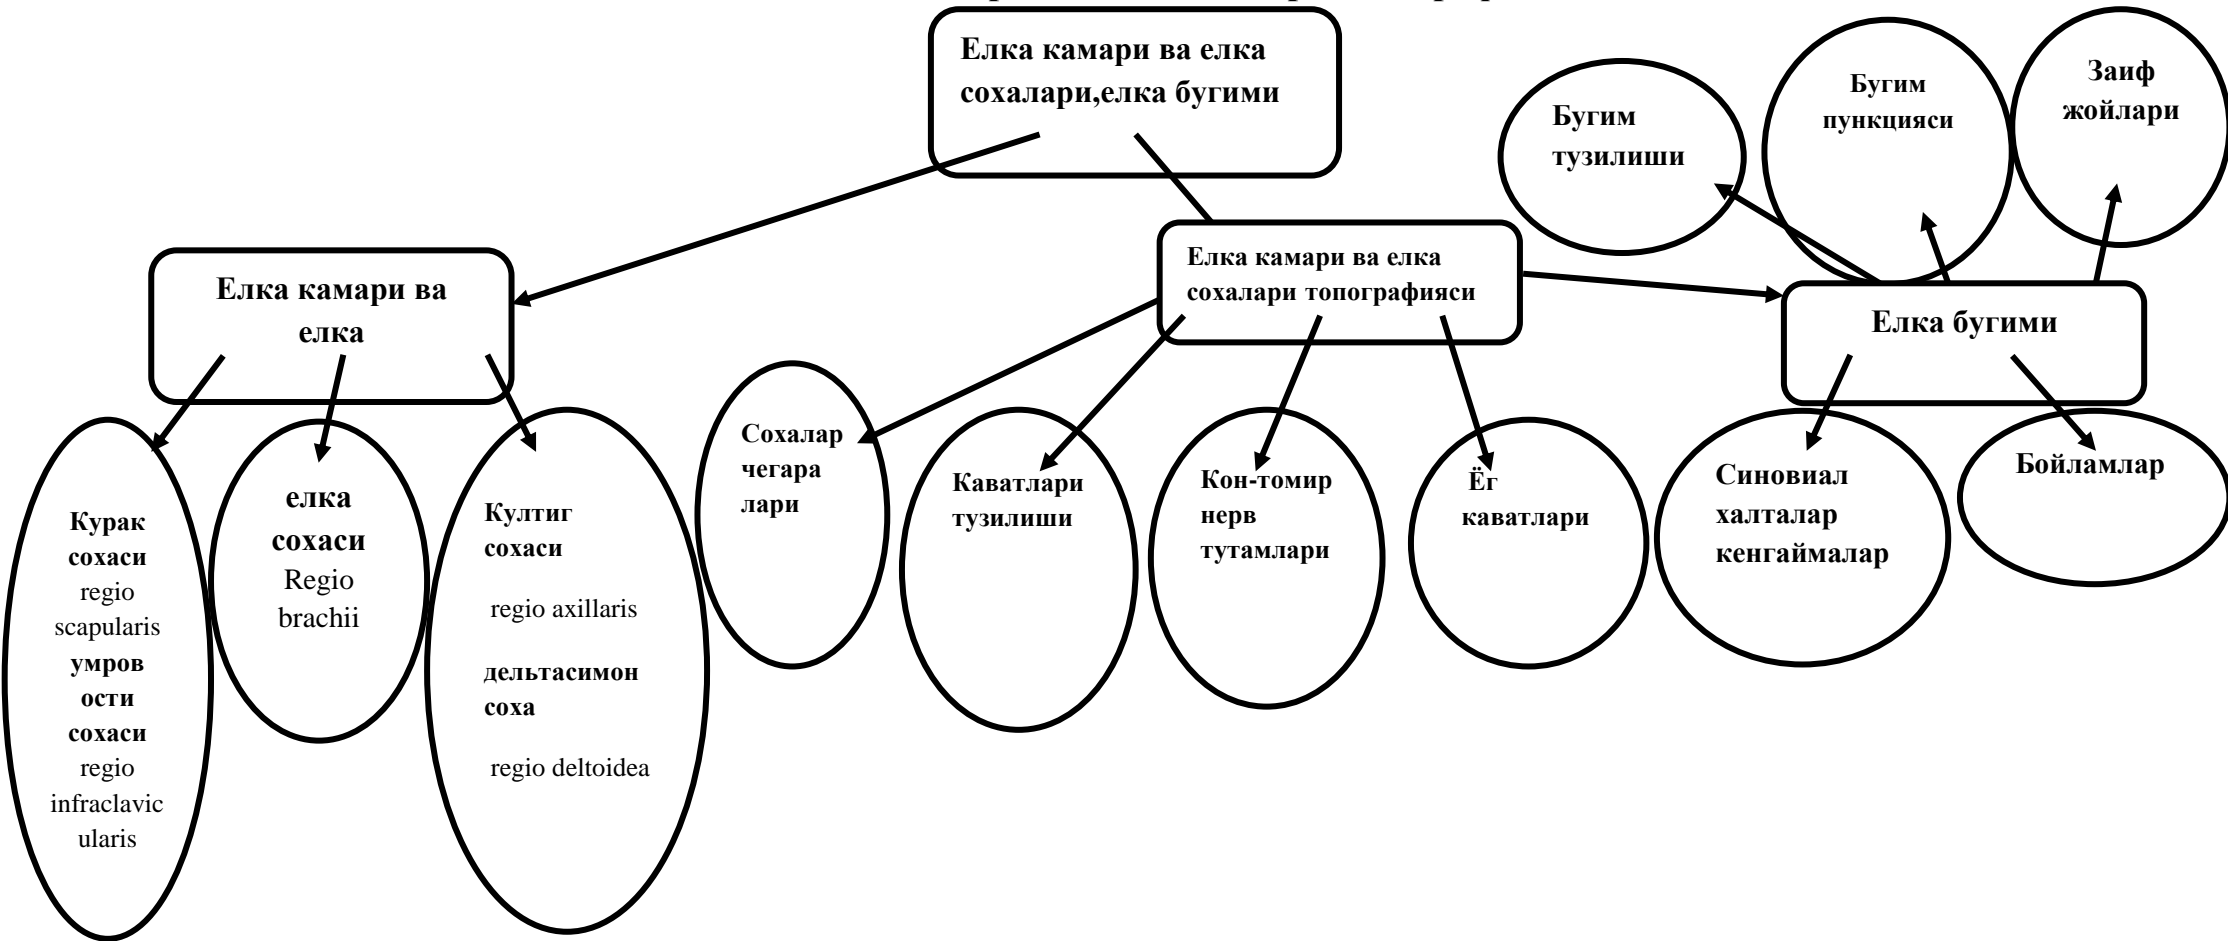 Елка камари ва елка
сохалари,елка бугими
Бугим
тузилиши
Бугим
пункцияси
Заиф
жойлари
Елка камари ва
елка
Елка камари ва елка
сохалари топографияси
Елка бугими
Курак
сохаси
regio
scapularis
умров
ости
сохаси
regio
infraclavic
ularis
елка
сохаси
Regio
brachii
Култиг
сохаси
regio axillaris
дельтасимон
соха
regio deltoidea
Сохалар
чегара
лари
Каватлари
тузилиши
Кон-томир
нерв
тутамлари
Ёг
каватлари
Синовиал
халталар
кенгаймалар
Бойламлар